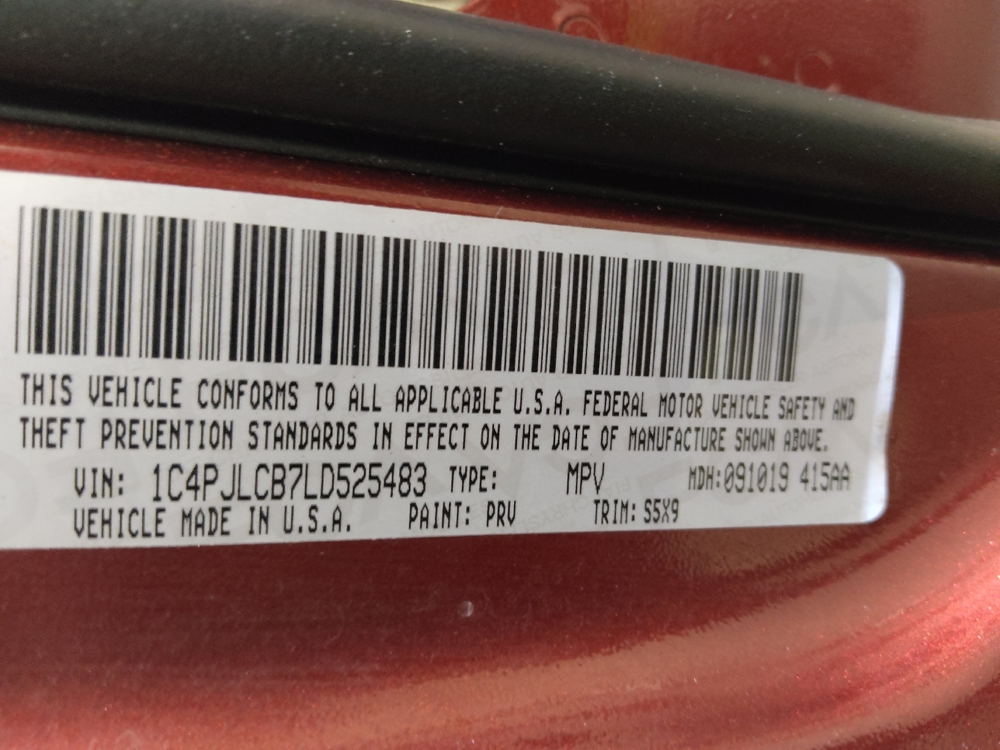 THIS VEHICLE CONFORMS TO ALL APPLICABLE U.S.A. FEDERAL MOTOR VEHICLE SAFETY AND
THEFT PREVENTION STANDARDS IN EFFECT ON THE DATE OF MANUFACTURE SHOWN ABOVE.
VIN: 1C4PJLCB7LD525483 TYPE: MPV MDH:091019 415AA
VEHICLE MADE IN U.S.A. PAINT: PRV TRIM: S5X9